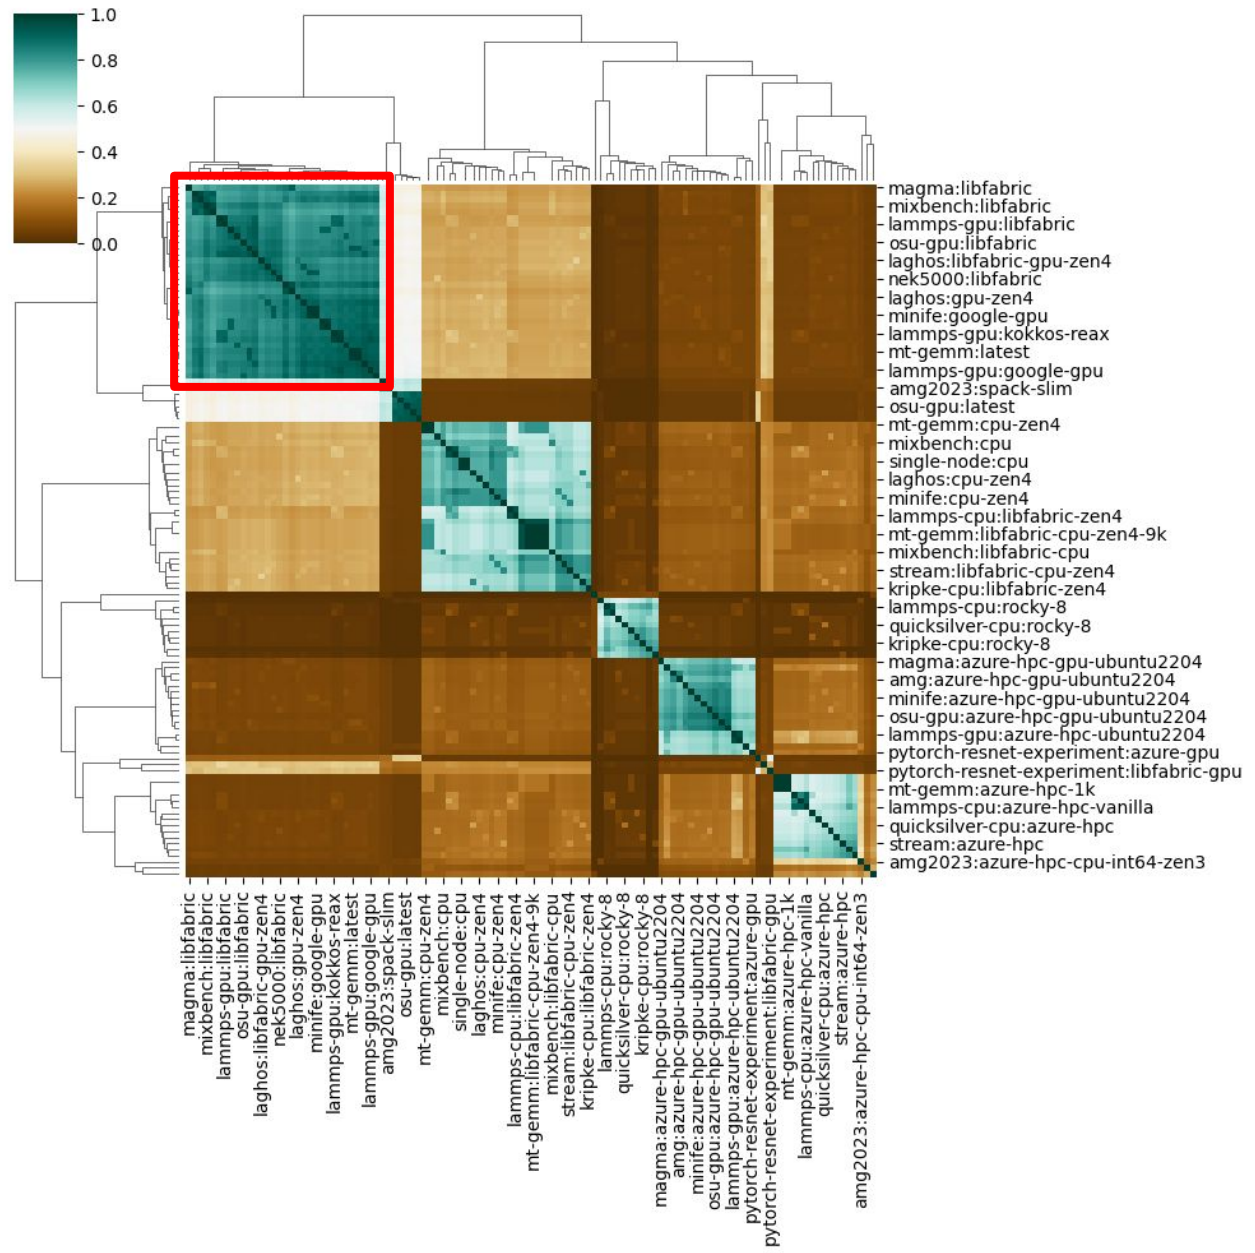 1.0
0.8
0.6
0.4
0.2
0.0
magma:libfabric
mixbench:libfabric
lammps-gpu:libfabric
osu-gpu:libfabric
laghos:libfabric-gpu-zen4
nek5000:libfabric
laghos:gpu-zen4
minife:google-gpu
lammps-gpu:kokkos-reax
mt-gemm:latest
lammps-gpu:google-gpu
amg2023:spack-slim
osu-gpu:latest
mt-gemm:cpu-zen4
mixbench:cpu
single-node:cpu
laghos:cpu-zen4
minife:cpu-zen4
lammps-cpu:libfabric-zen4
mt-gemm:libfabric-cpu-zen4-9k
mixbench:libfabric-cpu
stream:libfabric-cpu-zen4
kripke-cpu:libfabric-zen4
lammps-cpu:rocky-8
quicksilver-cpu:rocky-8
kripke-cpu:rocky-8
magma:azure-hpc-gpu-ubuntu2204
amg:azure-hpc-gpu-ubuntu2204
minife:azure-hpc-gpu-ubuntu2204
osu-gpu:azure-hpc-gpu-ubuntu2204
lammps-gpu:azure-hpc-ubuntu2204
pytorch-resnet-experiment:azure-gpu
pytorch-resnet-experiment:libfabric-gpu
mt-gemm:azure-hpc-1k
lammps-cpu:azure-hpc-vanilla
quicksilver-cpu:azure-hpc
stream:azure-hpc
amg2023:azure-hpc-cpu-int64-zen3
magma:libfabric
mixbench:libfabric
lammps-gpu:libfabric
osu-gpu:libfabric
laghos:libfabric-gpu-zen4
nek5000:libfabric
laghos:gpu-zen4
minife:google-gpu
lammps-gpu:kokkos-reax
mt-gemm:latest
lammps-gpu:google-gpu
amg2023:spack-slim
osu-gpu:latest
mt-gemm:cpu-zen4
mixbench:cpu
single-node:cpu
laghos:cpu-zen4
minife:cpu-zen4
lammps-cpu:libfabric-zen4
mt-gemm:libfabric-cpu-zen4-9k
mixbench:libfabric-cpu
stream:libfabric-cpu-zen4
kripke-cpu:libfabric-zen4
lammps-cpu:rocky-8
quicksilver-cpu:rocky-8
kripke-cpu:rocky-8
magma:azure-hpc-gpu-ubuntu2204
amg:azure-hpc-gpu-ubuntu2204
minife:azure-hpc-gpu-ubuntu2204
osu-gpu:azure-hpc-gpu-ubuntu2204
lammps-gpu:azure-hpc-ubuntu2204
pytorch-resnet-experiment:azure-gpu
pytorch-resnet-experiment:libfabric-gpu
mt-gemm:azure-hpc-1k
lammps-cpu:azure-hpc-vanilla
quicksilver-cpu:azure-hpc
stream:azure-hpc
amg2023:azure-hpc-cpu-int64-zen3